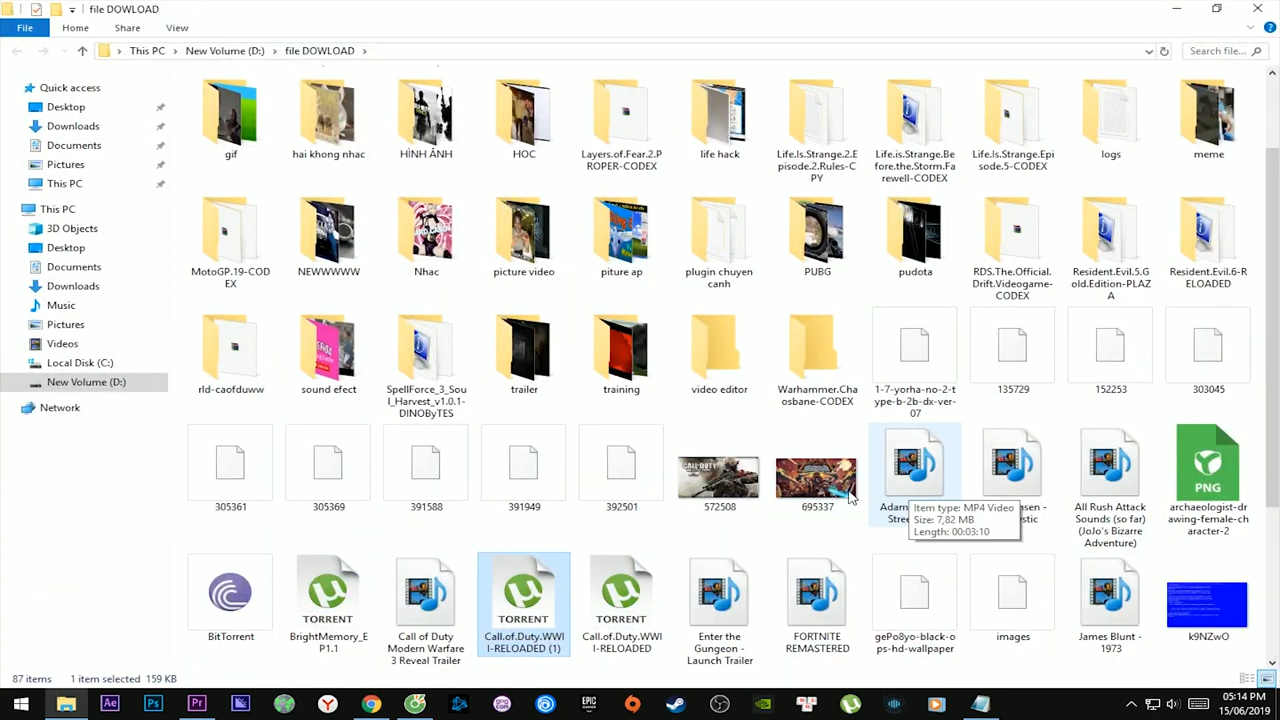 file DOWLOAD
File Home Share View
This PC New Volume (D:) file DOWLOAD Search file...
Quick access
Desktop
Downloads
Documents
Pictures
This PC
This PC
3D Objects
Desktop
Documents
Downloads
Music
Pictures
Videos
Local Disk (C:)
New Volume (D:)
Network
gif
hai khong nhac
HÌNH ẢNH
HOC
Layers.of.Fear.2.P
ROPER-CODEX
life hack
Life.Is.Strange.2.E
pisode.2.Rules-C
PY
Life.is.Strange.Be
fore.the.Storm.Fa
rewell-CODEX
Life.Is.Strange.Epi
sode.5-CODEX
logs
meme
MotoGP.19-COD
EX
NEWWWW
Nhac
picture video
piture ap
plugin chuyen
canh
PUBG
pudota
RDS.The.Official.
Drift.Videogame-
CODEX
Resident.Evil.5.G
old.Edition-PLAZ
A
Resident.Evil.6-R
ELOADED
rld-caofduww
sound efect
SpellForce_3_Sou
l_Harvest_v1.0.1-
DINOByTES
trailer
training
video editor
Warhammer.Cha
osbane-CODEX
1-7-yorha-no-2-t
ype-b-2b-dx-ver-
07
135729
152253
303045
305361
305369
391588
391949
392501
CALL OF DUTY
572508
695337
Adam
Stree
Item type: MP4 Video
Size: 7,82 MB
Length: 00:03:10
All Rush Attack
Sounds (so far)
(JoJo's Bizarre
Adventure)
PNG
archaeologist-dr
awing-female-ch
aracter-2
BitTorrent
TORRENT
BrightMemory_E
P1.1
Call of Duty
Modern Warfare
3 Reveal Trailer
TORRENT
Call.of.Duty.WWI
I-RELOADED (1)
TORRENT
Call.of.Duty.WWI
I-RELOADED
Enter the
Gungeon -
Launch Trailer
FORTNITE
REMASTERED
gePo8yo-black-o
ps-hd-wallpaper
images
James Blunt -
1973
k9NZwO
87 items 1 item selected 159 KB
Ae Ps Pr
EPIC
GAMES
05:14 PM
15/06/2019